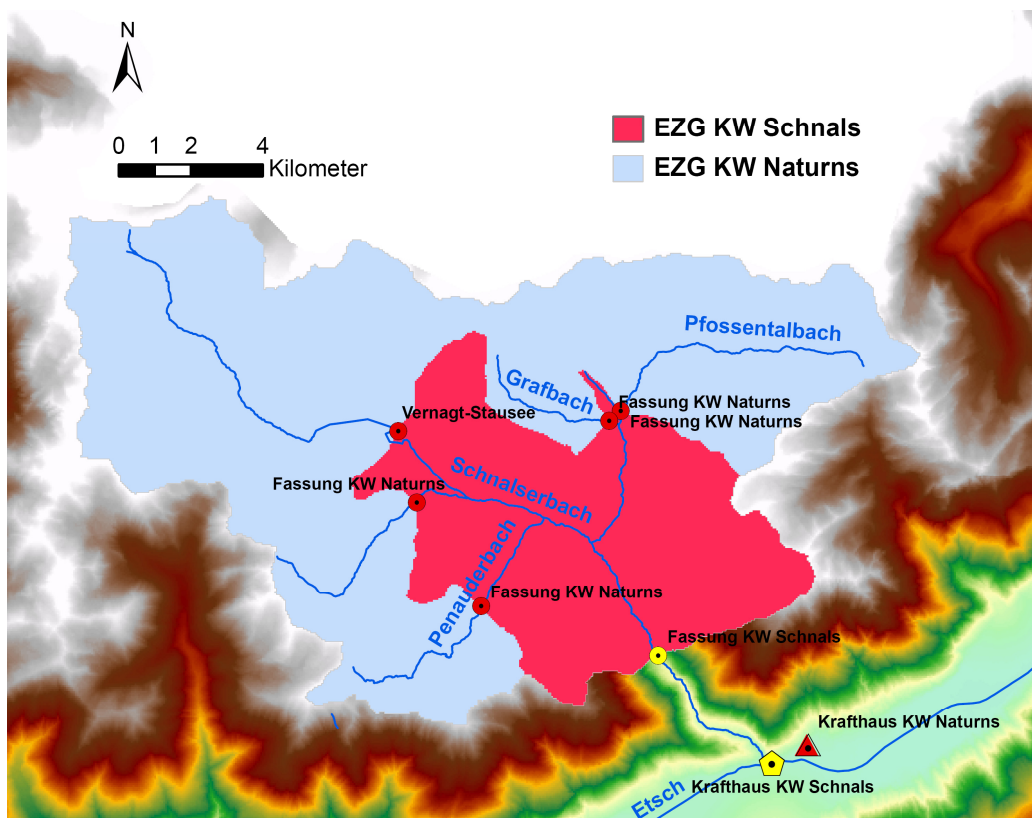 N
0 1 2 4
Kilometer
EZG KW Schnals
EZG KW Naturns
Pfossentalbach
Grafbach
Fassung KW Naturns
Vernagt-Stausee
Fassung KW Naturns
Schnalserbach
Fassung KW Naturns
Penauderbach
Fassung KW Naturns
Fassung KW Schnals
Krafthaus KW Naturns
Krafthaus KW Schnals
Etsch